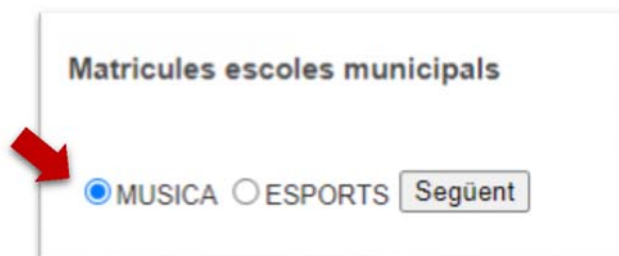 Matricules escoles municipals
MUSICA ESPORTS Següent